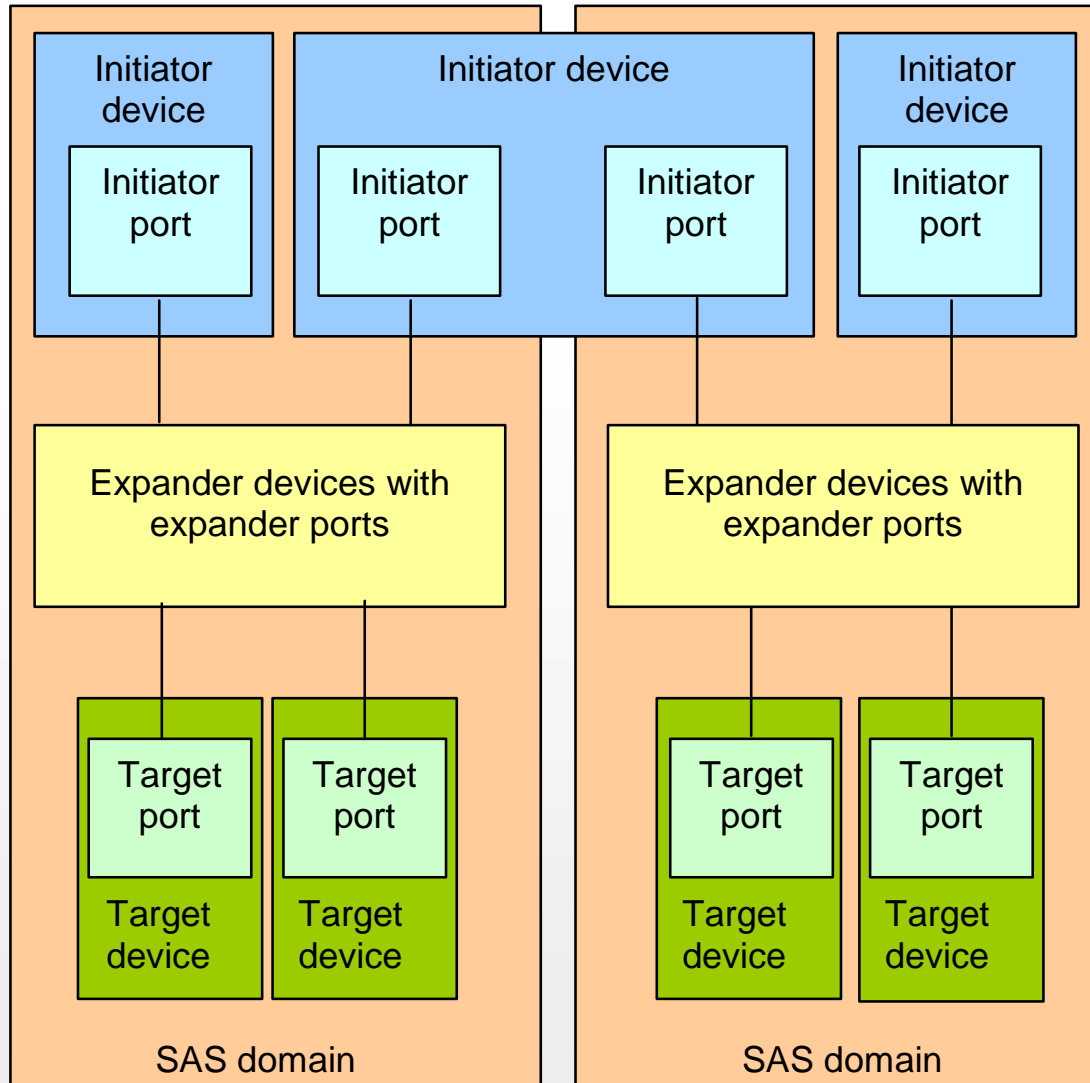 Initiator
device
Initiator device
Initiator
device
Initiator
port
Initiator
port
Initiator
port
Initiator
port
Expander devices with
expander ports
Expander devices with
expander ports
Target
port
Target
port
Target
port
Target
port
Target
device
Target
device
Target
device
Target
device
SAS domain
SAS domain